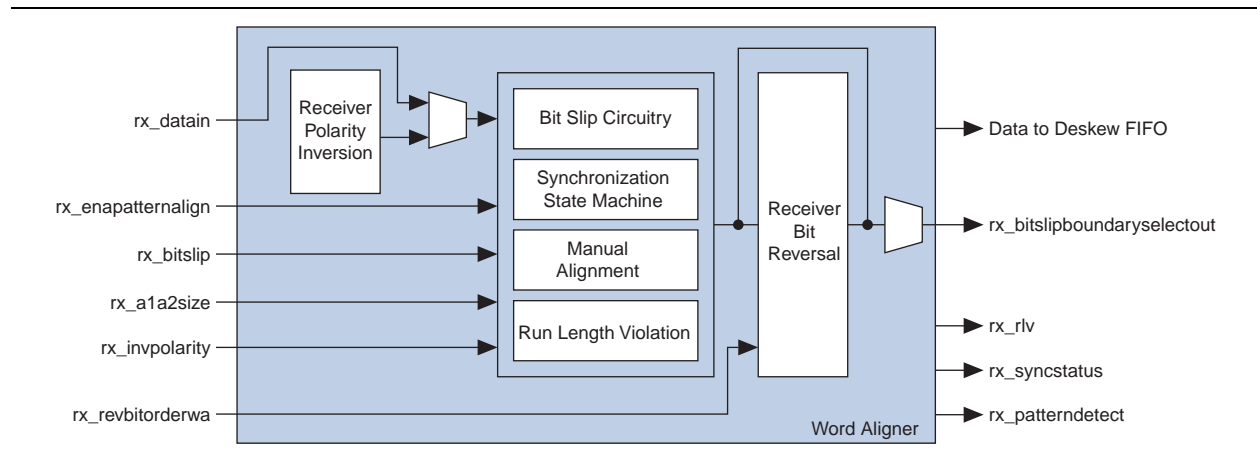 rx_datain
rx_enapatternalign
rx_bitslip
rx_a1a2size
rx_invpolarity
rx_revbitorderwa
Receiver
Polarity
Inversion
Bit Slip Circuitry
Synchronization
State Machine
Manual
Alignment
Run Length Violation
Receiver
Bit
Reversal
Word Aligner
Data to Deskew FIFO
rx_bitslipboundaryselectout
rx_rlv
rx_syncstatus
rx_patterndetect